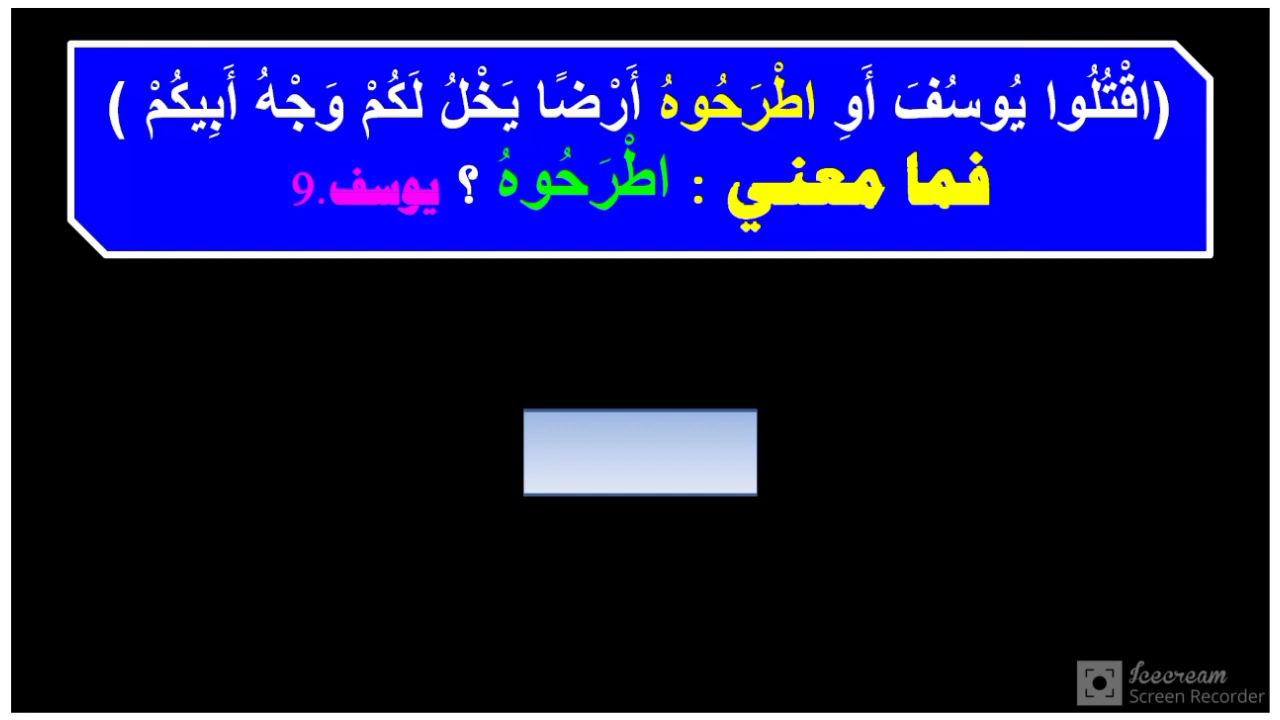 (اقْتُلُوا يُوسُفَ أَوِ اطْرَحُوهُ أَرْضًا يَخْلُ لَكُمْ وَجْهُ أَبِيكُمْ )
فما معني : اطْرَحُوهُ ؟ يوسف.9
Icecream
Screen Recorder